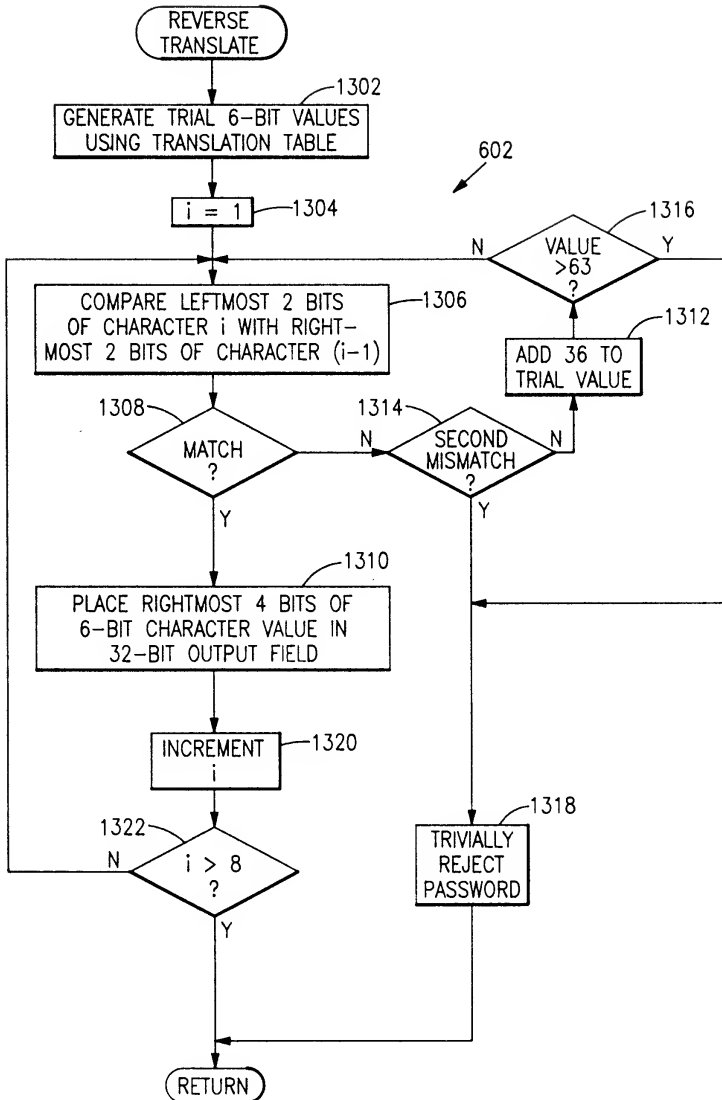 REVERSE
TRANSLATE
1302
GENERATE TRIAL 6-BIT VALUES
USING TRANSLATION TABLE
602
i = 1
1304
1316
N
VALUE
>63
?
Y
COMPARE LEFTMOST 2 BITS
OF CHARACTER i WITH RIGHT-
MOST 2 BITS OF CHARACTER (i-1)
1306
1312
ADD 36 TO
TRIAL VALUE
1308
MATCH
?
N
Y
1314
SECOND
MISMATCH
?
N
Y
1310
PLACE RIGHTMOST 4 BITS OF
6-BIT CHARACTER VALUE IN
32-BIT OUTPUT FIELD
INCREMENT
i
1320
1322
N
i > 8
?
Y
1318
TRIVIALLY
REJECT
PASSWORD
RETURN